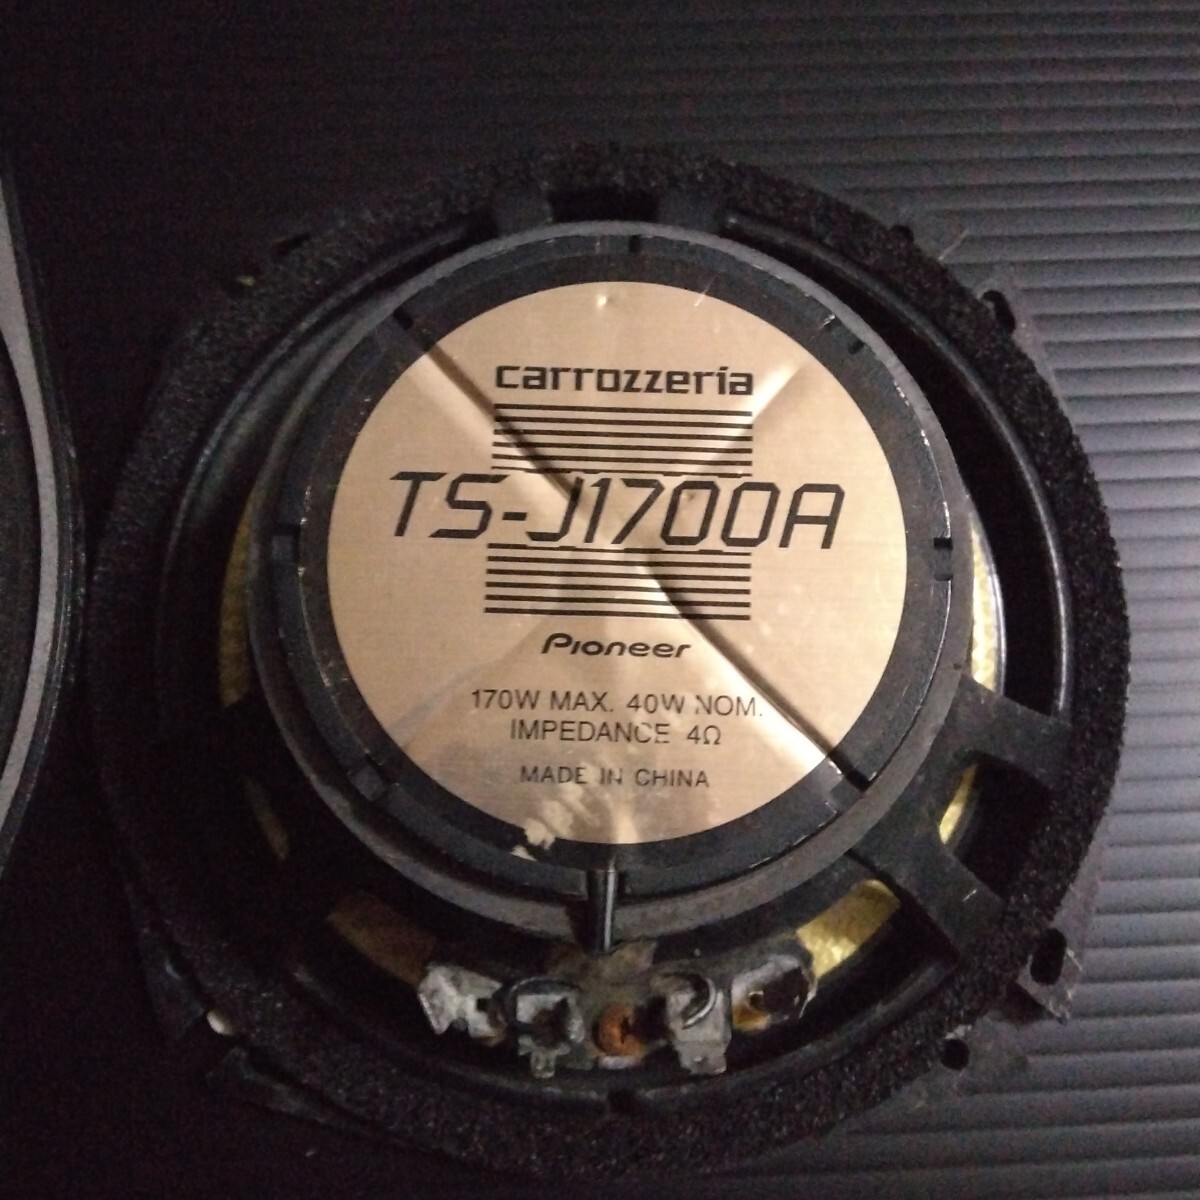 carrozzeria
TS-J1700A
Pioneer
170W MAX. 40W NOM.
IMPEDANCE 4Ω
MADE IN CHINA